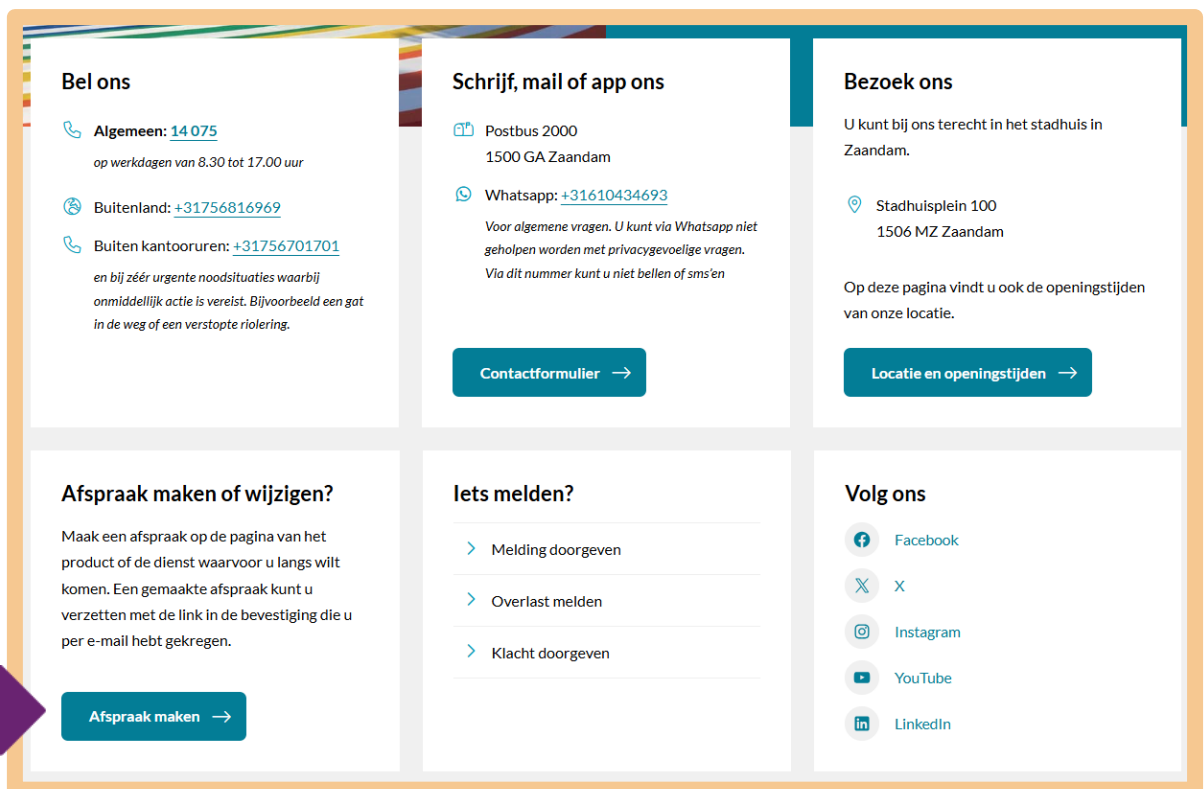 Bel ons
Algemeen: 14 075
op werkdagen van 8.30 tot 17.00 uur
Buitenland: +31756816969
Buiten kantooruren: +31756701701
en bij zéér urgente noodsituaties waarbij
onmiddellijk actie is vereist. Bijvoorbeeld een gat
in de weg of een verstopte riolering.
Schrijf, mail of app ons
Postbus 2000
1500 GA Zaandam
Whatsapp: +31610434693
Voor algemene vragen. U kunt via Whatsapp niet
geholpen worden met privacygevoelige vragen.
Via dit nummer kunt u niet bellen of sms'en
Contactformulier
Bezoek ons
U kunt bij ons terecht in het stadhuis in
Zaandam.
Stadhuisplein 100
1506 MZ Zaandam
Op deze pagina vindt u ook de openingstijden
van onze locatie.
Locatie en openingstijden
Afspraak maken of wijzigen?
Maak een afspraak op de pagina van het
product of de dienst waarvoor u langs wilt
komen. Een gemaakte afspraak kunt u
verzetten met de link in de bevestiging die u
per e-mail hebt gekregen.
Afspraak maken
Iets melden?
Melding doorgeven
Overlast melden
Klacht doorgeven
Volg ons
Facebook
X
Instagram
YouTube
LinkedIn